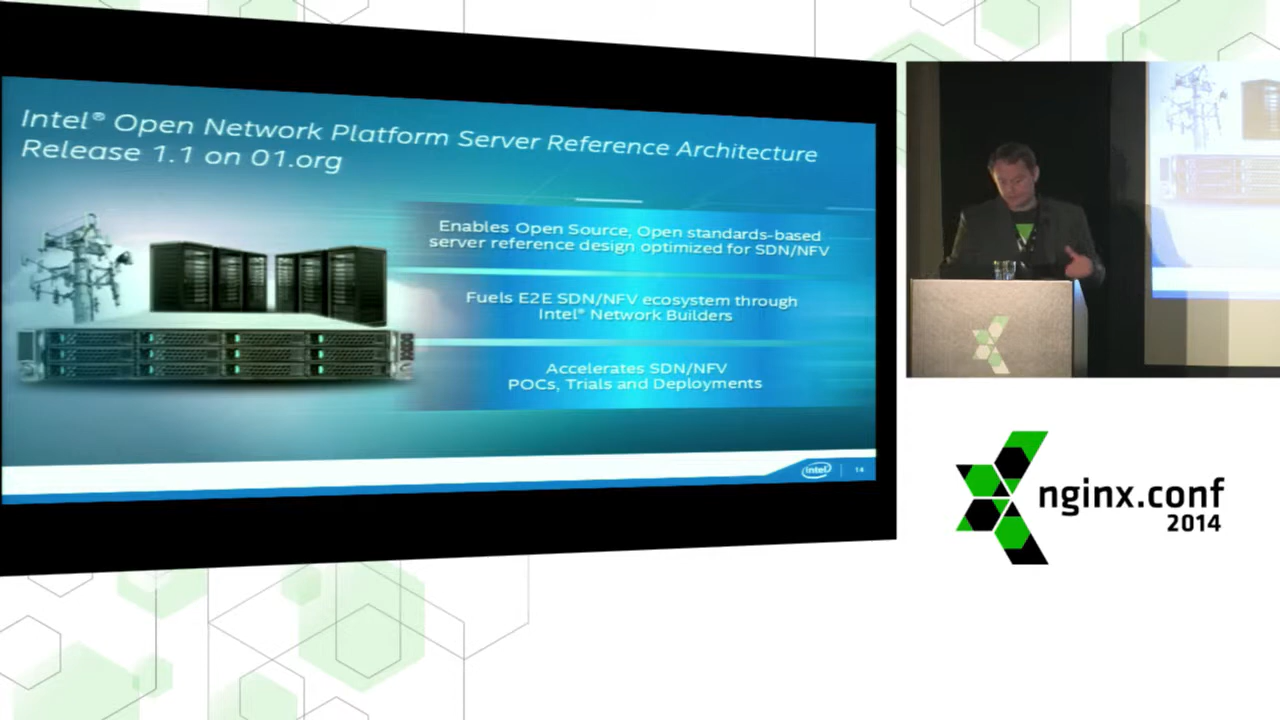 Intel® Open Network Platform Server Reference Architecture
Release 1.1 on 01.org
Enables Open Source, Open standards-based
server reference design optimized for SDN/NFV
Fuels E2E SDN/NFV ecosystem through
Intel® Network Builders
Accelerates SDN/NFV
POCs, Trials and Deployments
intel
14
nginx.conf
2014